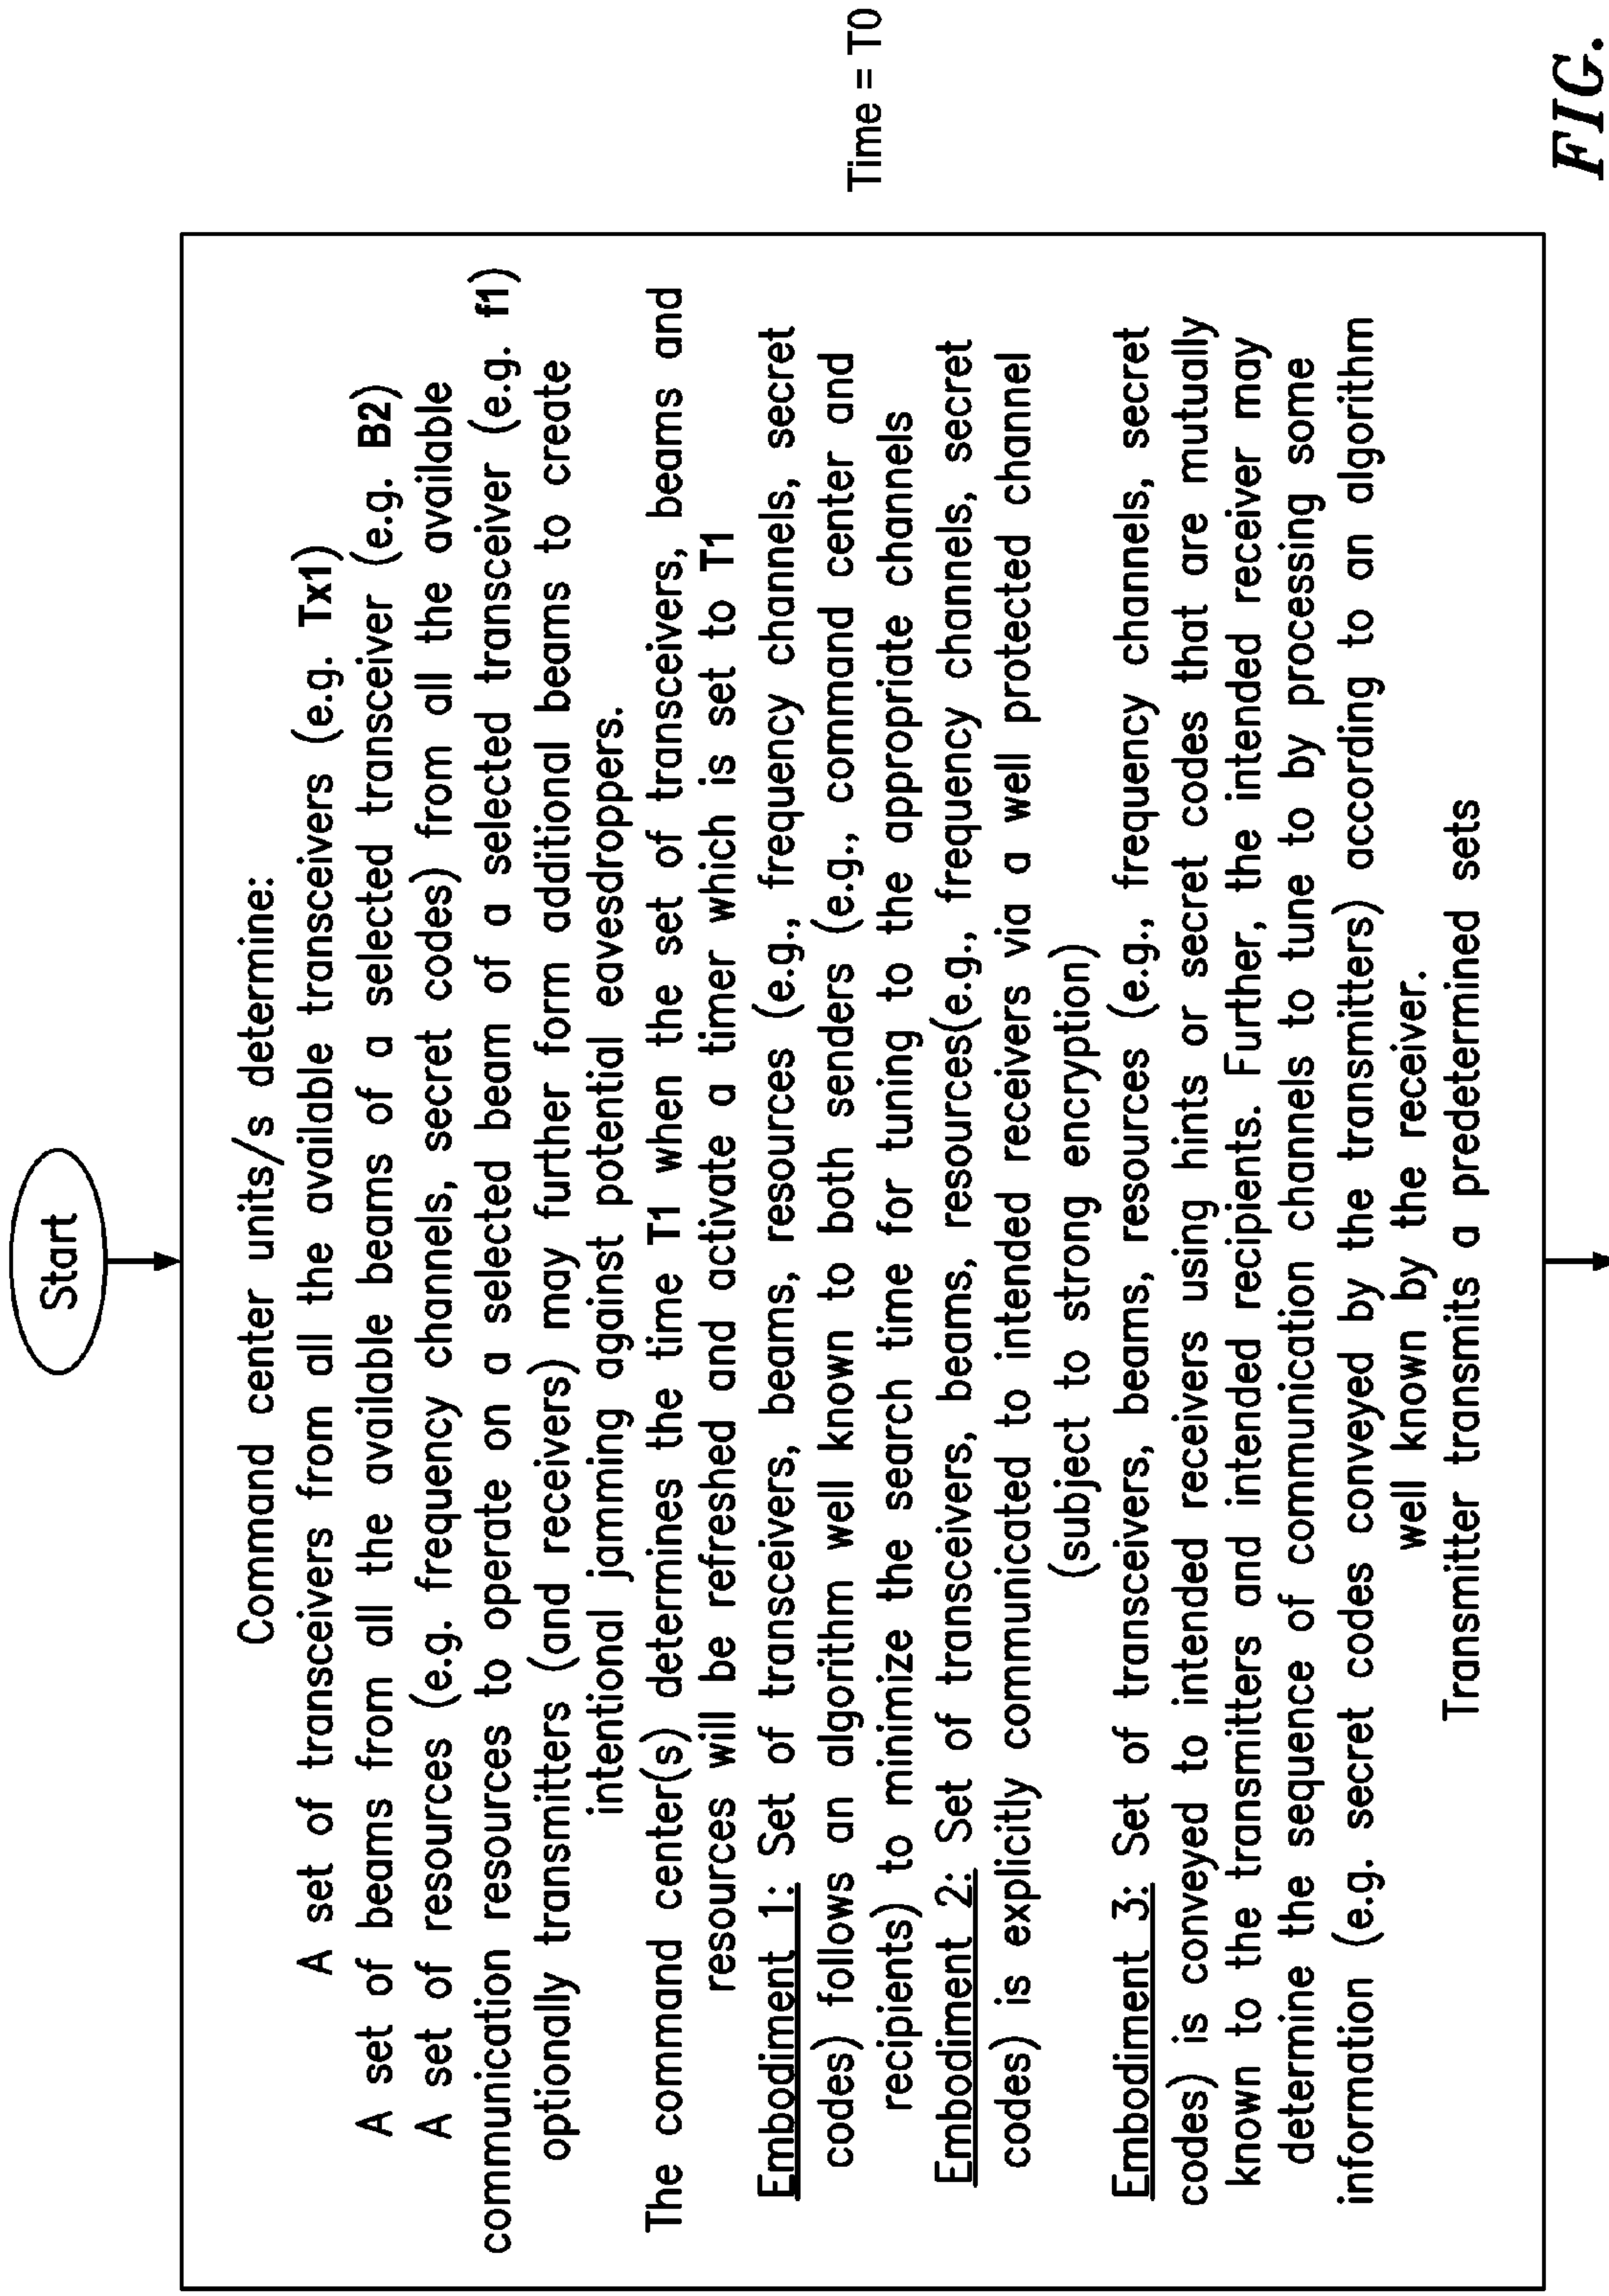 Start
Command center units/s determine:
A set of transceivers from all the available transceivers (e.g. Tx1)
A set of beams from all the available beams of a selected transceiver (e.g. B2)
A set of resources (e.g. frequency channels, secret codes) from all the available
communication resources to operate on a selected beam of a selected transceiver (e.g. f1)
optionally transmitters (and receivers) may further form additional beams to create
intentional jamming against potential eavesdroppers.
The command center(s) determines the time T1 when the set of transceivers, beams and
resources will be refreshed and activate a timer which is set to T1
Embodiment 1: Set of transceivers, beams, resources (e.g., frequency channels, secret
codes) follows an algorithm well known to both senders (e.g., command center and
recipients) to minimize the search time for tuning to the appropriate channels
Embodiment 2: Set of transceivers, beams, resources(e.g., frequency channels, secret
codes) is explicitly communicated to intended receivers via a well protected channel
(subject to strong encryption)
Embodiment 3: Set of transceivers, beams, resources (e.g., frequency channels, secret
codes) is conveyed to intended receivers using hints or secret codes that are mutually
known to the transmitters and intended recipients. Further, the intended receiver may
determine the sequence of communication channels to tune to by processing some
information (e.g. secret codes conveyed by the transmitters) according to an algorithm
well known by the receiver.
Transmitter transmits a predetermined sets
Time = T0
FIG.